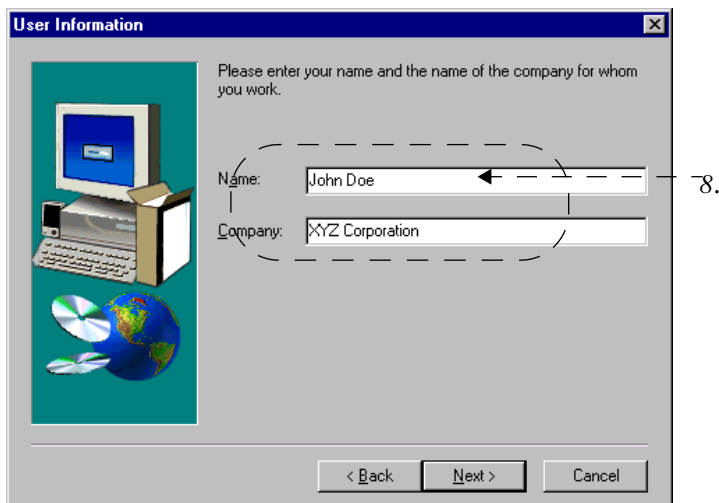 User Information
Please enter your name and the name of the company for whom
you work.
Name: John Doe
8.
Company: XYZ Corporation
< Back Next > Cancel